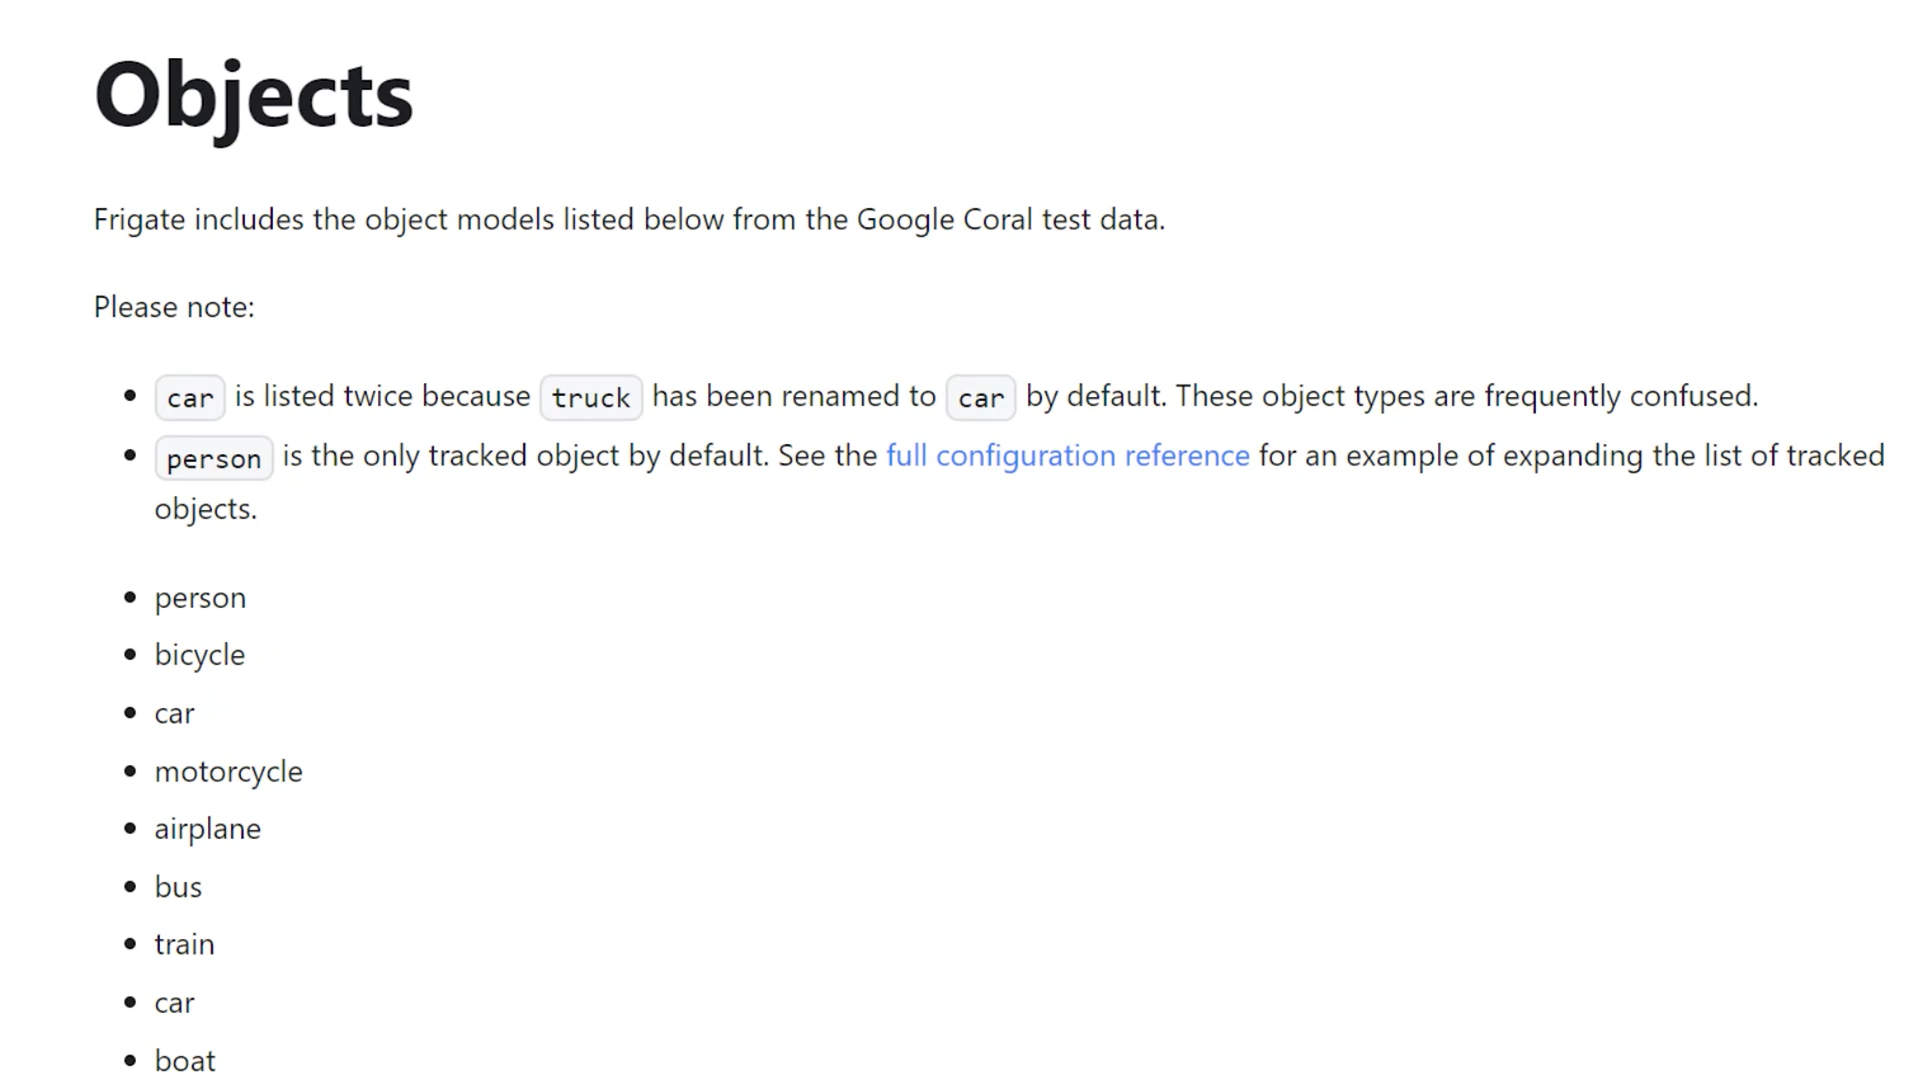 Objects
Frigate includes the object models listed below from the Google Coral test data.
Please note:
car is listed twice because truck has been renamed to car by default. These object types are frequently confused.
person is the only tracked object by default. See the full configuration reference for an example of expanding the list of tracked
objects.
person
bicycle
car
motorcycle
airplane
bus
train
car
boat